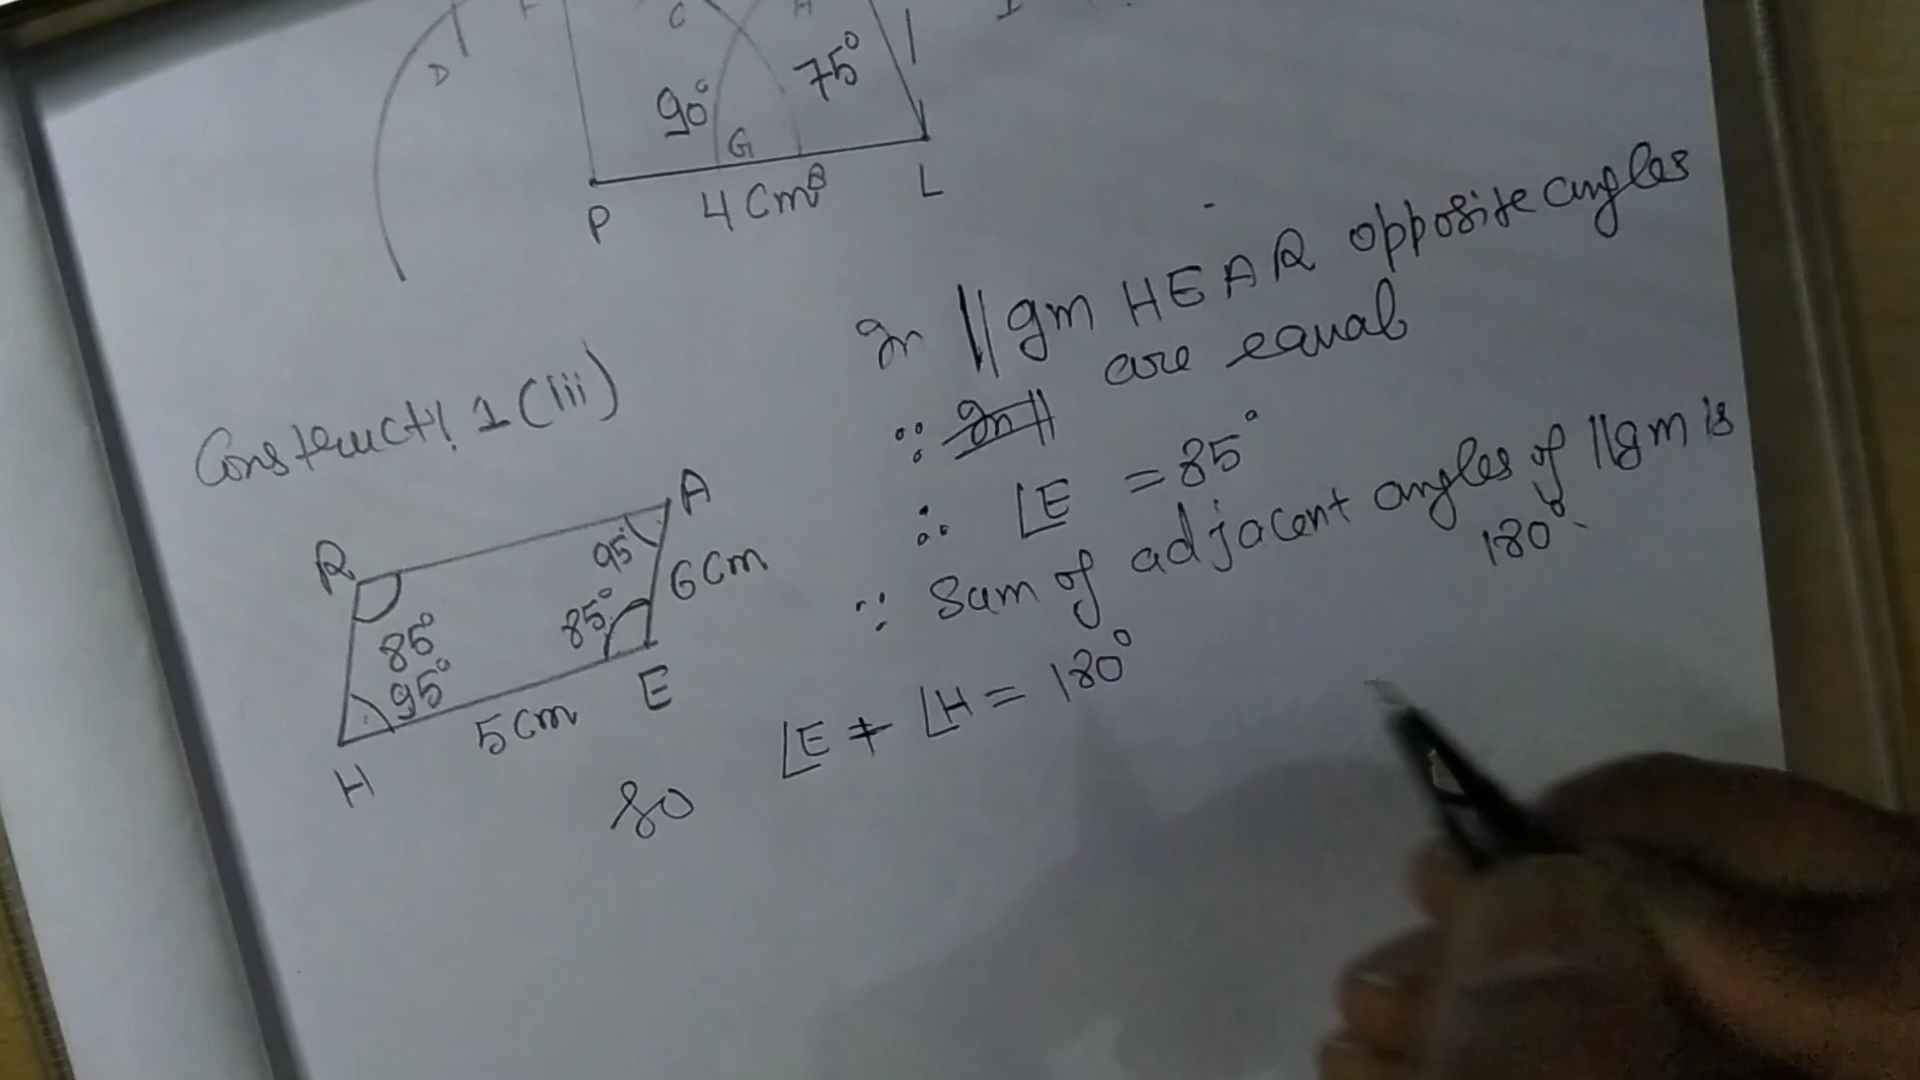 D
C
90° 75°
G
B
P 4 cm L
In ||gm HEAR opposite angles
are equal
Construct! 1 (iii)
∴ ∠E = 85°
∵ Sum of adjacent angles of ||gm is
180°
R A
95°
6 cm
85° 85°
95°
5 cm E
H
so ∠E + ∠H = 180°